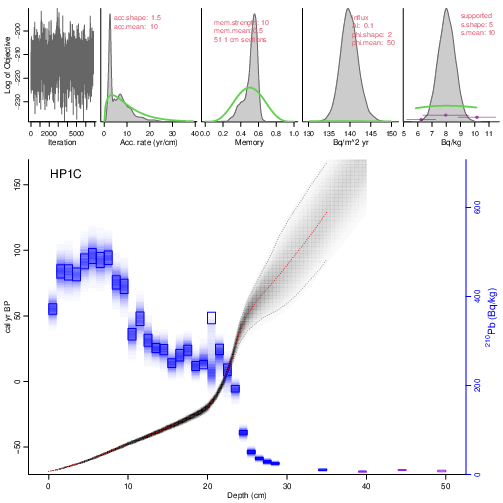 Log of Objective
-200
-210
-220
-230
0
2000
5000
Iteration
acc.shape: 1.5
acc.mean: 10
0
10
20
30
40
Acc. rate (yr/cm)
mem.strength: 10
mem.mean: 0.5
51 1 cm sections
0.0
0.2
0.4
0.6
0.8
1.0
Memory
Influx
Al: 0.1
phi.shape: 2
phi.mean: 50
130
135
140
145
150
Bq/m^2 yr
supported
s.shape: 5
s.mean: 10
5
6
7
8
9
10
11
Bq/kg
HP1C
cal yr BP
150
100
50
0
-50
0
10
20
30
40
50
Depth (cm)
600
400
200
0
210Pb (Bq/kg)